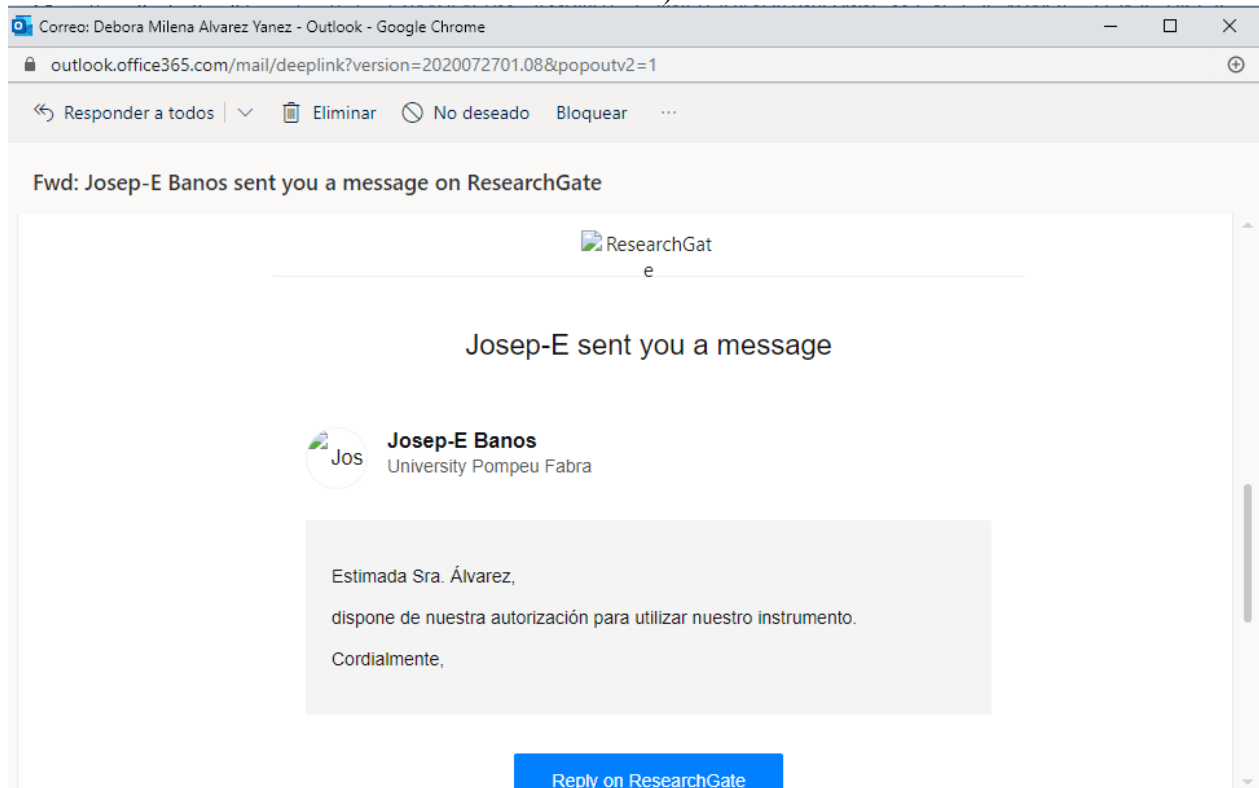 Correo: Debora Milena Alvarez Yanez - Outlook - Google Chrome
outlook.office365.com/mail/deeplink?version=2020072701.08&popoutv2=1
Responder a todos Eliminar No deseado Bloquear ...
Fwd: Josep-E Banos sent you a message on ResearchGate
ResearchGat
e
Josep-E sent you a message
Jos
Josep-E Banos
University Pompeu Fabra
Estimada Sra. Álvarez,
dispone de nuestra autorización para utilizar nuestro instrumento.
Cordialmente,
Reply on ResearchGate